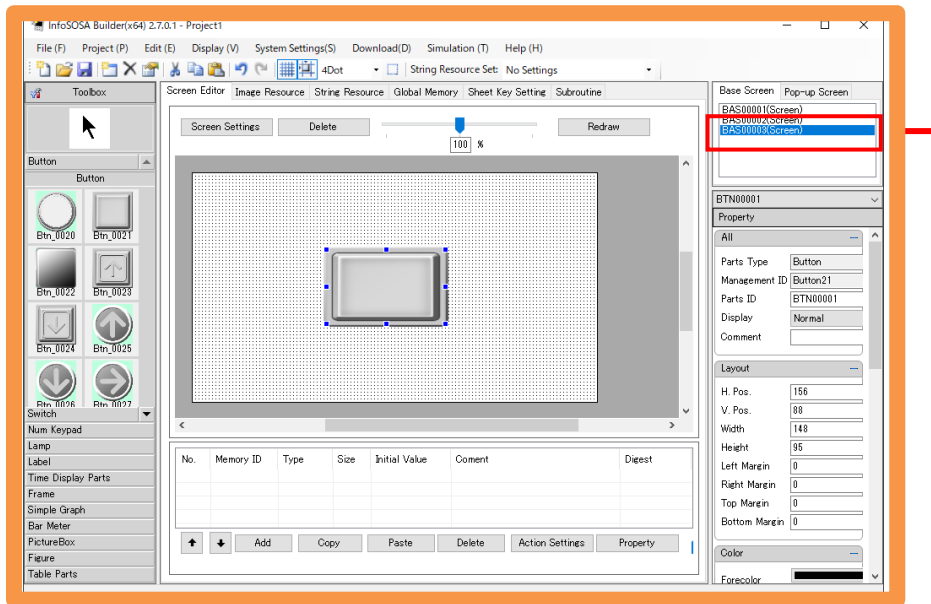 InfoSOSA Builder(x64) 2.7.0.1 - Project1
File (F) Project (P) Edit (E) Display (V) System Settings(S) Download(D) Simulation (T) Help (H)
4Dot String Resource Set: No Settings
Toolbox
Screen Editor Image Resource String Resource Global Memory Sheet Key Setting Subroutine
Base Screen Pop-up Screen
BAS00001(Screen)
BAS00002(Screen)
BAS00003(Screen)
Screen Settings Delete Redraw
100 %
Button
Button
Btn_0020 Btn_0021
Btn_0022 Btn_0023
Btn_0024 Btn_0025
Btn_0026 Btn_0027
Switch
Num Keypad
Lamp
Label
Time Display Parts
Frame
Simple Graph
Bar Meter
PictureBox
Figure
Table Parts
No. Memory ID Type Size Initial Value Coment Digest
Add Copy Paste Delete Action Settings Property
BTN00001
Property
All
Parts Type Button
Management ID Button21
Parts ID BTN00001
Display Normal
Comment
Layout
H. Pos. 156
V. Pos. 88
Width 148
Height 95
Left Margin 0
Right Margin 0
Top Margin 0
Bottom Margin 0
Color
Forecolor